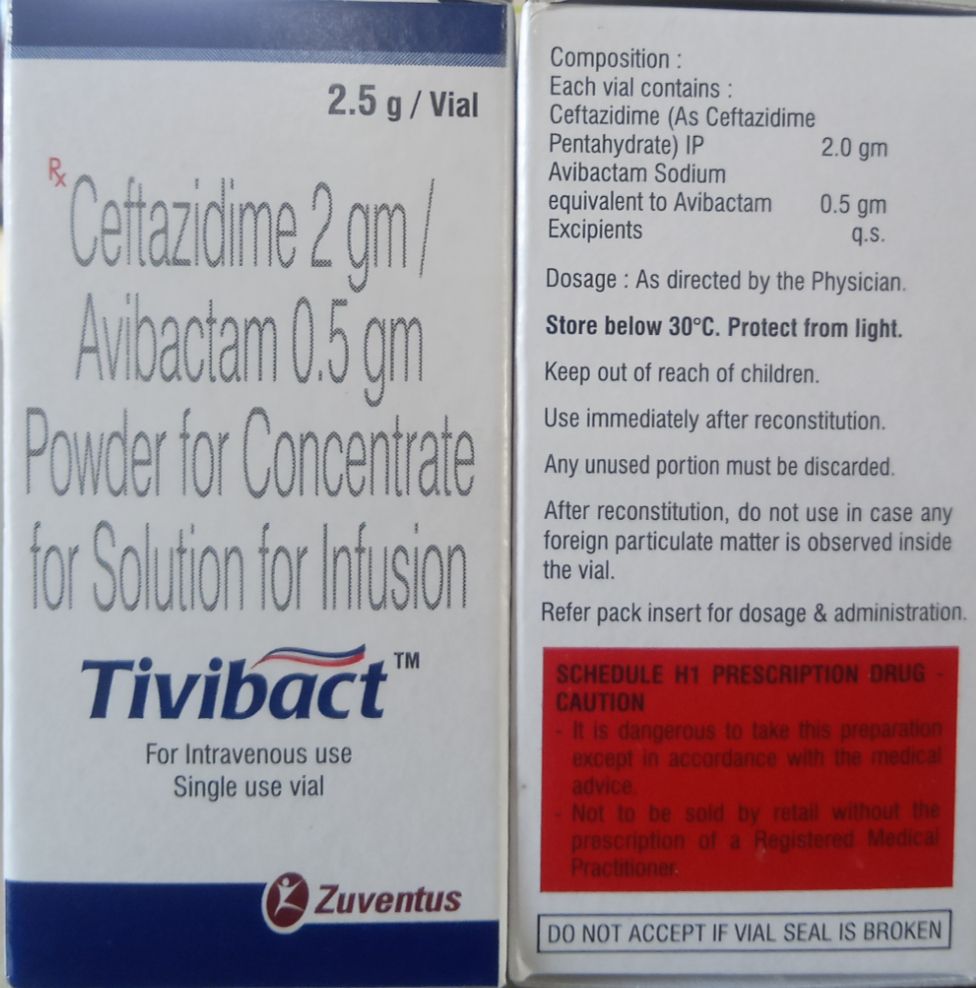 2.5 g / Vial
Rx
Ceftazidime 2 gm /
Avibactam 0.5 gm
Powder for Concentrate
for Solution for Infusion
Tivibact™
For Intravenous use
Single use vial
Zuventus
Composition :
Each vial contains :
Ceftazidime (As Ceftazidime
Pentahydrate) IP 2.0 gm
Avibactam Sodium
equivalent to Avibactam 0.5 gm
Excipients q.s.
Dosage : As directed by the Physician.
Store below 30°C. Protect from light.
Keep out of reach of children.
Use immediately after reconstitution.
Any unused portion must be discarded.
After reconstitution, do not use in case any
foreign particulate matter is observed inside
the vial.
Refer pack insert for dosage & administration.
SCHEDULE H1 PRESCRIPTION DRUG -
CAUTION
- It is dangerous to take this preparation
except in accordance with the medical
advice.
- Not to be sold by retail without the
prescription of a Registered Medical
Practitioner.
DO NOT ACCEPT IF VIAL SEAL IS BROKEN